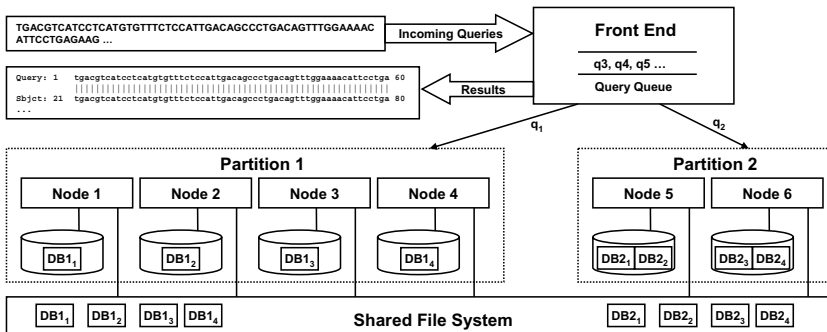 TGACGTCATCCTCATGTGTTTCTCCATTGACAGCCCTGACAGTTTGGAAAAC
ATTCCTGAGAAG ...
Incoming Queries
Front End
q3, q4, q5 ...
Query Queue
Query: 1 tgacgtcatcctcatgtgtttctccattgacagccctgacagtttggaaaacattcctga 60
||||||||||||||||||||||||||||||||||||||||||||||||||||||||||||
Sbjct: 21 tgacgtcatcctcatgtgtttctccattgacagccctgacagtttggaaaacattcctga 80
...
Results
q1
q2
Partition 1
Node 1
Node 2
Node 3
Node 4
DB11
DB12
DB13
DB14
Partition 2
Node 5
Node 6
DB21
DB22
DB23
DB24
DB11
DB12
DB13
DB14
Shared File System
DB21
DB22
DB23
DB24